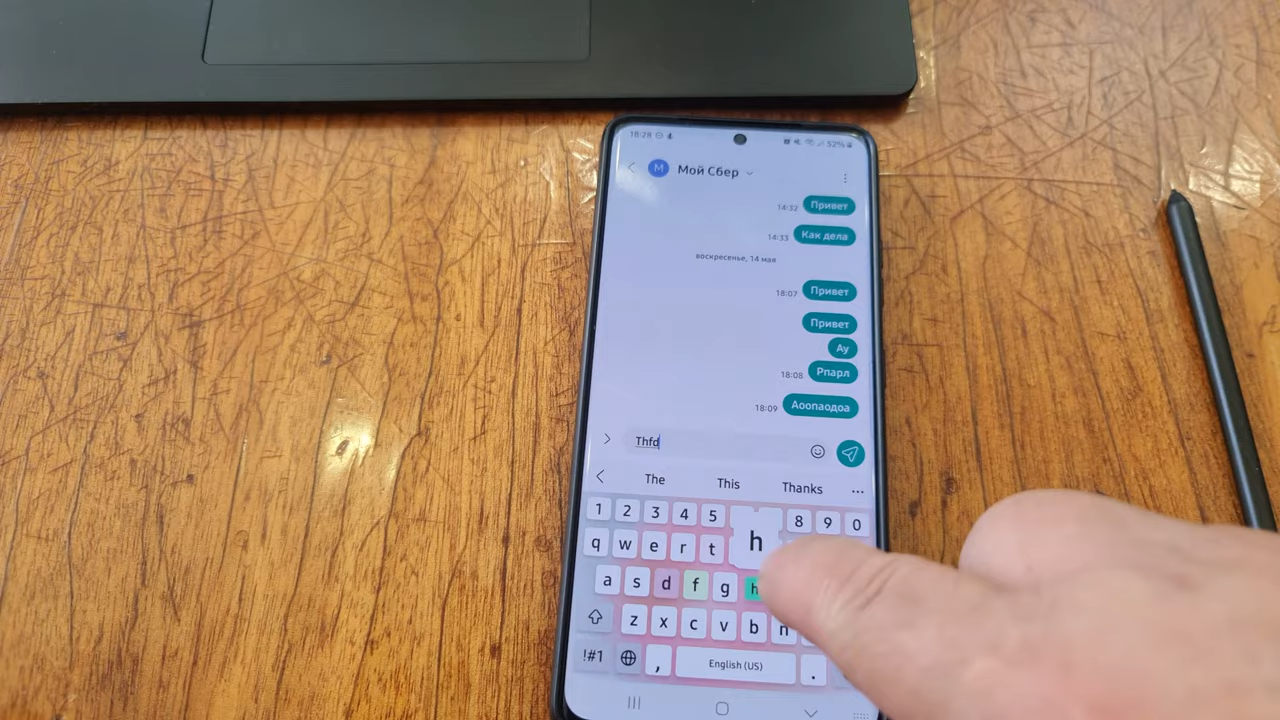 18:28 52%
M Мой Сбер
14:32 Привет
14:33 Как дела
воскресенье, 14 мая
18:07 Привет
Привет
Ау
18:08 Рпарл
18:09 Аоопаодоа
Thfd
The This Thanks
1 2 3 4 5 8 9 0
q w e r t h
a s d f g h
z x c v b n
!#1 , English (US) .